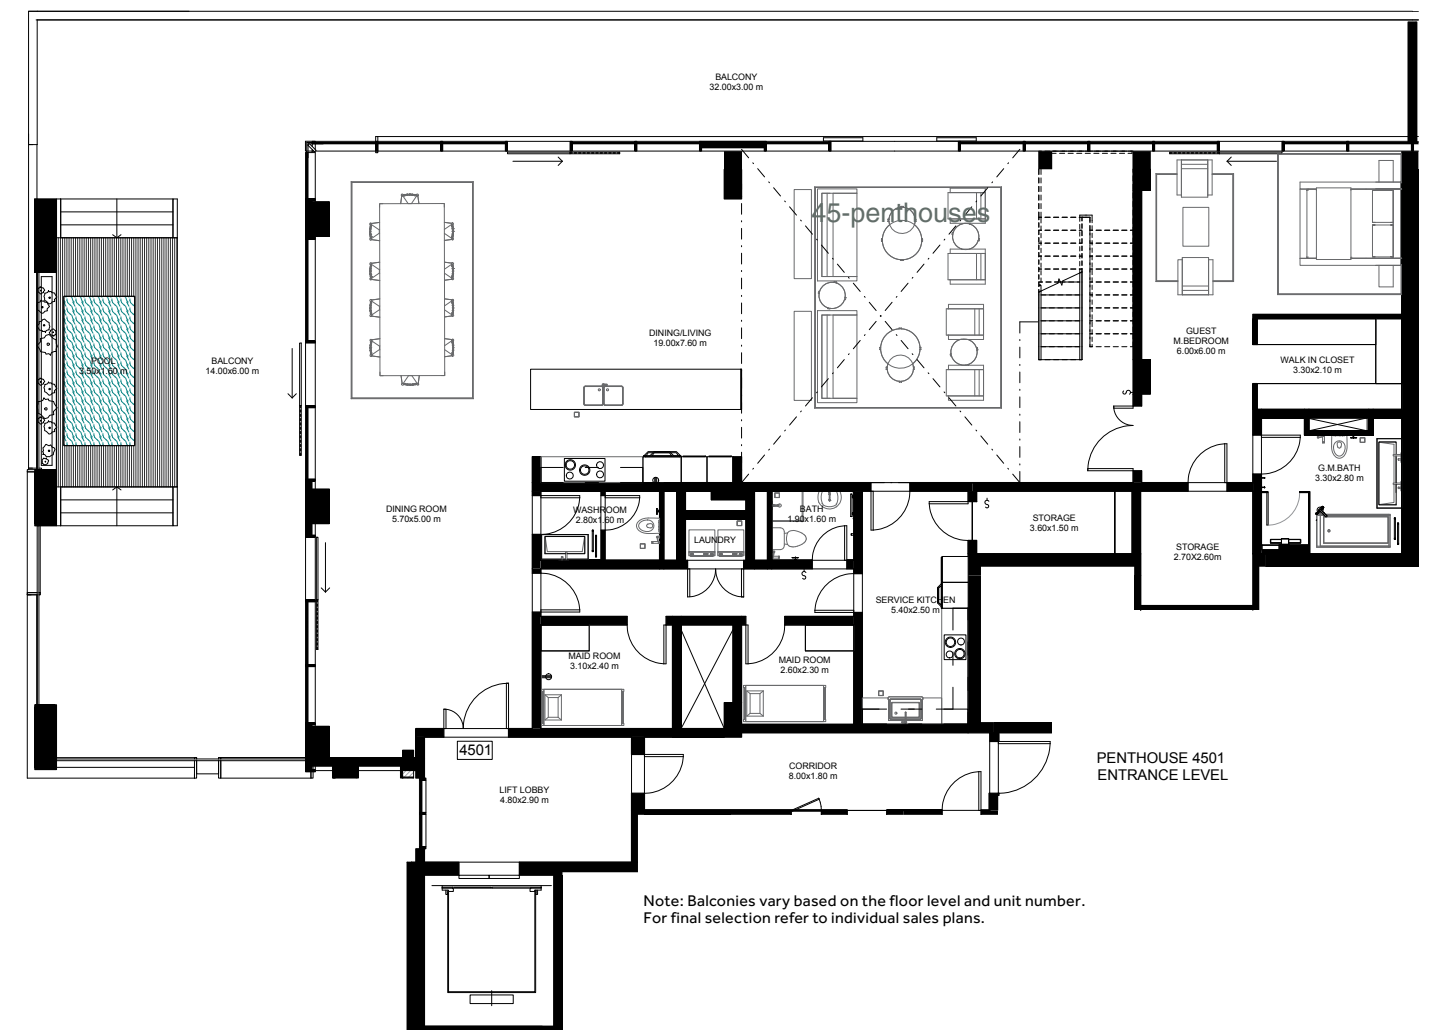 BALCONY
32.00x3.00 m
45-penthouses
DINING/LIVING
19.00x7.60 m
GUEST
M.BEDROOM
6.00x6.00 m
POOL
3.50x1.60 m
BALCONY
14.00x6.00 m
WALK IN CLOSET
3.30x2.10 m
G.M.BATH
3.30x2.80 m
DINING ROOM
5.70x5.00 m
WASHROOM
2.80x1.60 m
BATH
1.90x1.60 m
STORAGE
3.60x1.50 m
LAUNDRY
STORAGE
2.70X2.60m
SERVICE KITCHEN
5.40x2.50 m
MAID ROOM
3.10x2.40 m
MAID ROOM
2.60x2.30 m
4501
CORRIDOR
8.00x1.80 m
PENTHOUSE 4501
ENTRANCE LEVEL
LIFT LOBBY
4.80x2.90 m
Note: Balconies vary based on the floor level and unit number.
For final selection refer to individual sales plans.